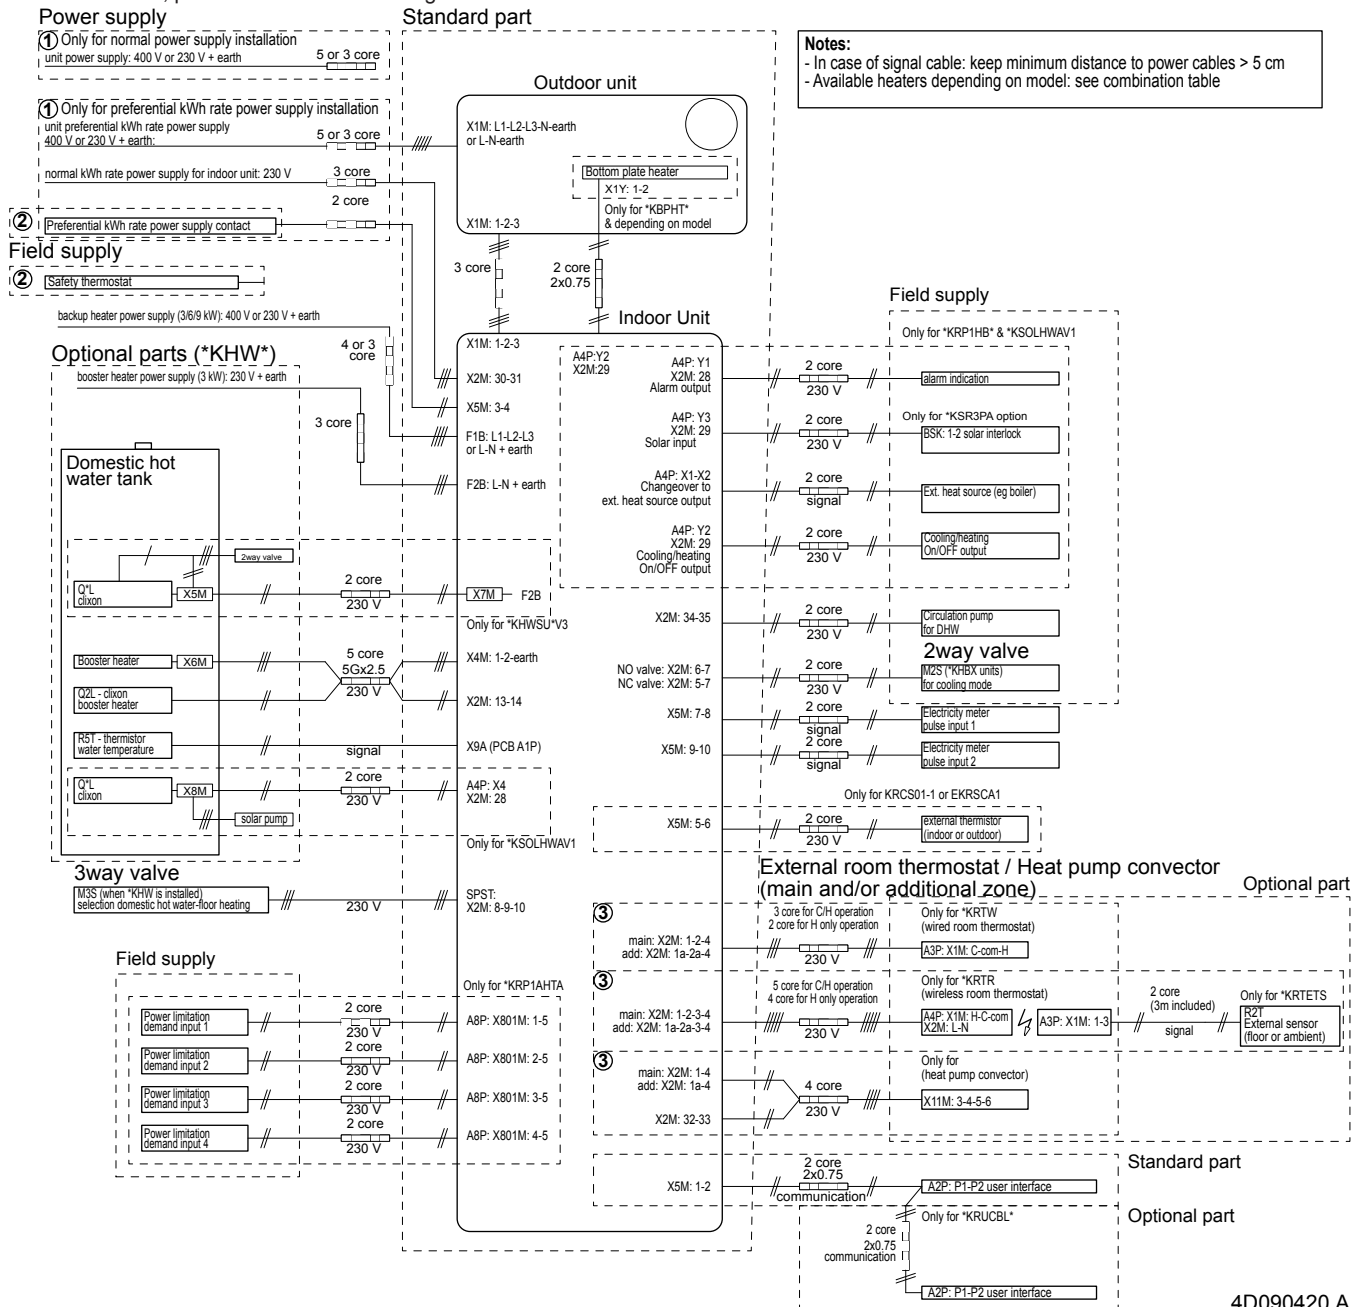 Power supply
Standard part
① Only for normal power supply installation
unit power supply: 400 V or 230 V + earth
5 or 3 core
Notes:
- In case of signal cable: keep minimum distance to power cables > 5 cm
- Available heaters depending on model: see combination table
① Only for preferential kWh rate power supply installation
unit preferential kWh rate power supply
400 V or 230 V + earth:
5 or 3 core
normal kWh rate power supply for indoor unit: 230 V
3 core
2 core
② Preferential kWh rate power supply contact
Field supply
② Safety thermostat
Outdoor unit
X1M: L1-L2-L3-N-earth
or L-N-earth
Bottom plate heater
X1Y: 1-2
Only for *KBPHT*
& depending on model
X1M: 1-2-3
3 core
2 core
2x0.75
backup heater power supply (3/6/9 kW): 400 V or 230 V + earth
4 or 3
core
Optional parts (*KHW*)
booster heater power supply (3 kW): 230 V + earth
3 core
Domestic hot
water tank
2way valve
Q*L
clixon
X5M
2 core
230 V
Booster heater
X6M
5 core
5Gx2.5
230 V
Q2L - clixon
booster heater
R5T - thermistor
water temperature
signal
Q*L
clixon
X8M
2 core
230 V
solar pump
3way valve
M3S (when *KHW is installed)
selection domestic hot water-floor heating
230 V
Field supply
Power limitation
demand input 1
2 core
230 V
Power limitation
demand input 2
2 core
230 V
Power limitation
demand input 3
2 core
230 V
Power limitation
demand input 4
2 core
230 V
Indoor Unit
X1M: 1-2-3
X2M: 30-31
X5M: 3-4
F1B: L1-L2-L3
or L-N + earth
F2B: L-N + earth
X7M
F2B
Only for *KHWSU*V3
X4M: 1-2-earth
X2M: 13-14
X9A (PCB A1P)
A4P: X4
X2M: 28
Only for *KSOLHWAV1
SPST:
X2M: 8-9-10
Only for *KRP1AHTA
A8P: X801M: 1-5
A8P: X801M: 2-5
A8P: X801M: 3-5
A8P: X801M: 4-5
A4P:Y2
X2M:29
A4P: Y1
X2M: 28
Alarm output
A4P: Y3
X2M: 29
Solar input
A4P: X1-X2
Changeover to
ext. heat source output
A4P: Y2
X2M: 29
Cooling/heating
On/OFF output
X2M: 34-35
NO valve: X2M: 6-7
NC valve: X2M: 5-7
X5M: 7-8
X5M: 9-10
X5M: 5-6
Field supply
Only for *KRP1HB* & *KSOLHWAV1
2 core
230 V
alarm indication
Only for *KSR3PA option
2 core
230 V
BSK: 1-2 solar interlock
2 core
signal
Ext. heat source (eg boiler)
2 core
230 V
Cooling/heating
On/OFF output
2 core
230 V
Circulation pump
for DHW
2way valve
2 core
230 V
M2S (*KHBX units)
for cooling mode
2 core
signal
Electricity meter
pulse input 1
2 core
signal
Electricity meter
pulse input 2
Only for KRCS01-1 or EKRSCA1
2 core
230 V
external thermistor
(indoor or outdoor)
External room thermostat / Heat pump convector
(main and/or additional zone)
Optional part
③
main: X2M: 1-2-4
add: X2M: 1a-2a-4
3 core for C/H operation
2 core for H only operation
230 V
Only for *KRTW
(wired room thermostat)
A3P: X1M: C-com-H
③
main: X2M: 1-2-3-4
add: X2M: 1a-2a-3-4
5 core for C/H operation
4 core for H only operation
230 V
Only for *KRTR
(wireless room thermostat)
A4P: X1M: H-C-com
X2M: L-N
A3P: X1M: 1-3
2 core
(3m included)
signal
Only for *KRTETS
R2T
External sensor
(floor or ambient)
③
main: X2M: 1-4
add: X2M: 1a-4
X2M: 32-33
4 core
230 V
Only for
(heat pump convector)
X11M: 3-4-5-6
X5M: 1-2
2 core
2x0.75
communication
A2P: P1-P2 user interface
Standard part
Only for *KRUCBL*
Optional part
2 core
2x0.75
communication
A2P: P1-P2 user interface
4D090420 A